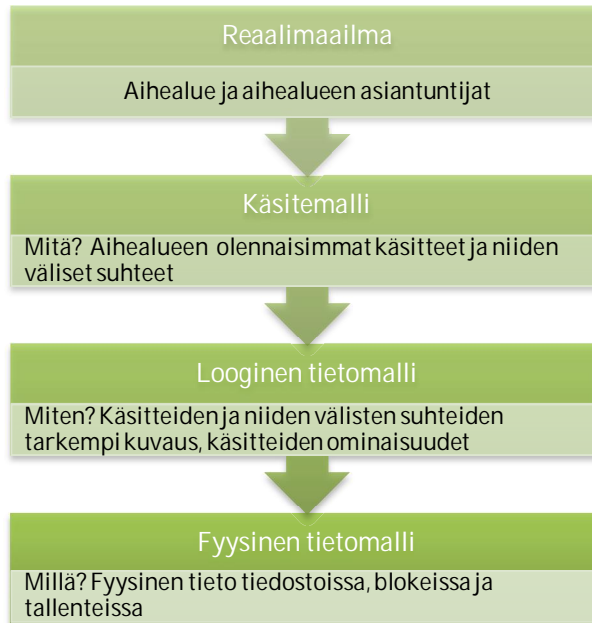 Reaalimaailma
Aihealue ja aihealueen asiantuntijat
Käsitemalli
Mitä? Aihealueen olennaisimmat käsitteet ja niiden
väliset suhteet
Looginen tietomalli
Miten? Käsitteiden ja niiden välisten suhteiden
tarkempi kuvaus, käsitteiden ominaisuudet
Fyysinen tietomalli
Millä? Fyysinen tieto tiedostoissa, blokeissa ja
tallenteissa